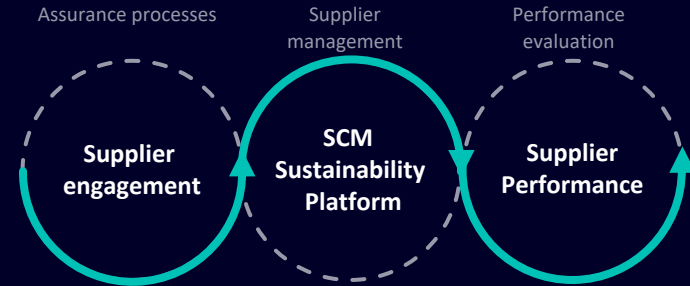 Assurance processes
Supplier
management
Performance
evaluation
Supplier
engagement
SCM
Sustainability
Platform
Supplier
Performance